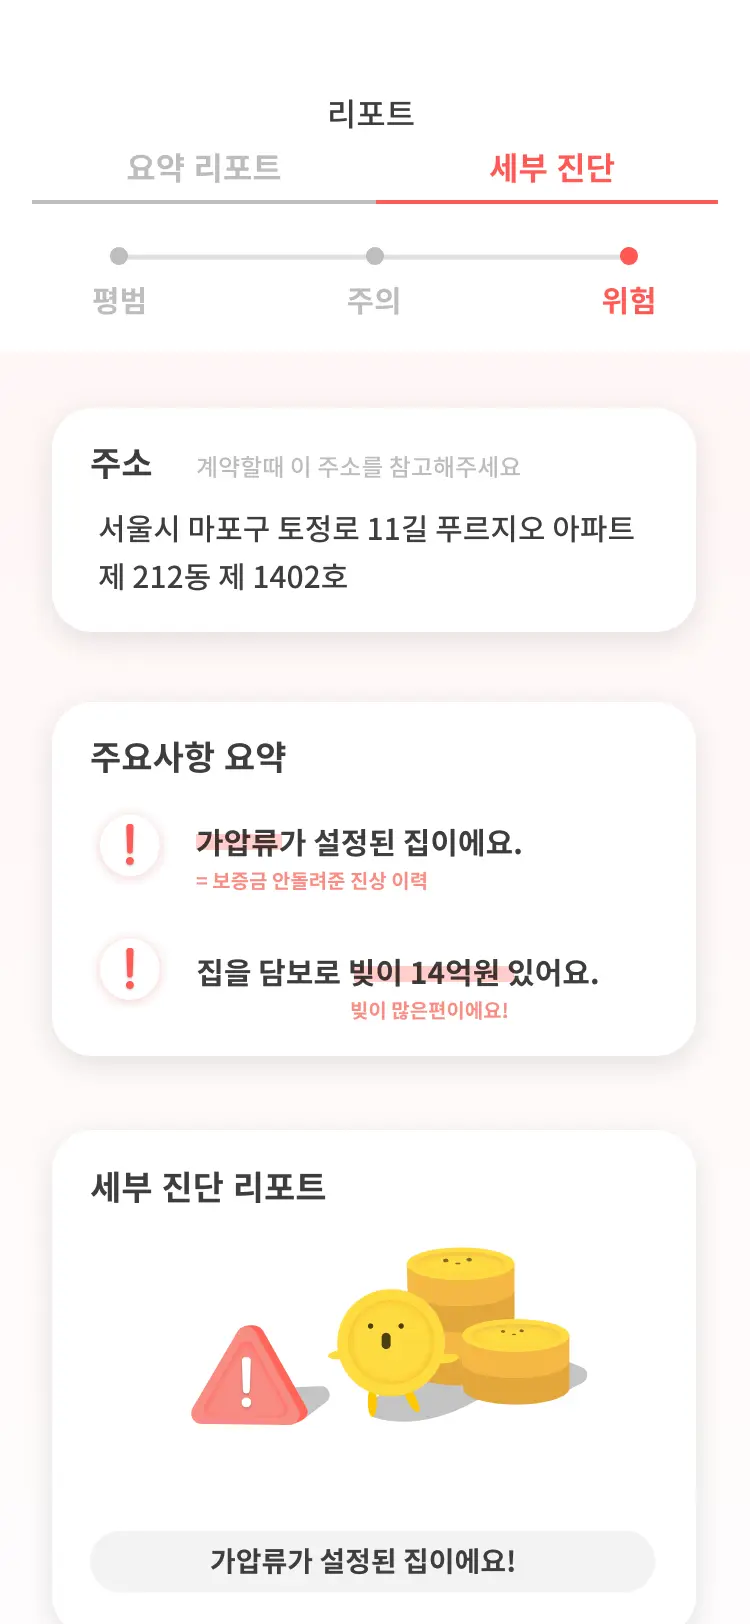 리포트
요약 리포트
세부 진단
평범
주의
위험
주소 계약할때 이 주소를 참고해주세요
서울시 마포구 토정로 11길 푸르지오 아파트
제 212동 제 1402호
주요사항 요약
가압류가 설정된 집이에요.
= 보증금 안돌려준 진상 이력
집을 담보로 빚이 14억원 있어요.
빚이 많은편이에요!
세부 진단 리포트
가압류가 설정된 집이에요!